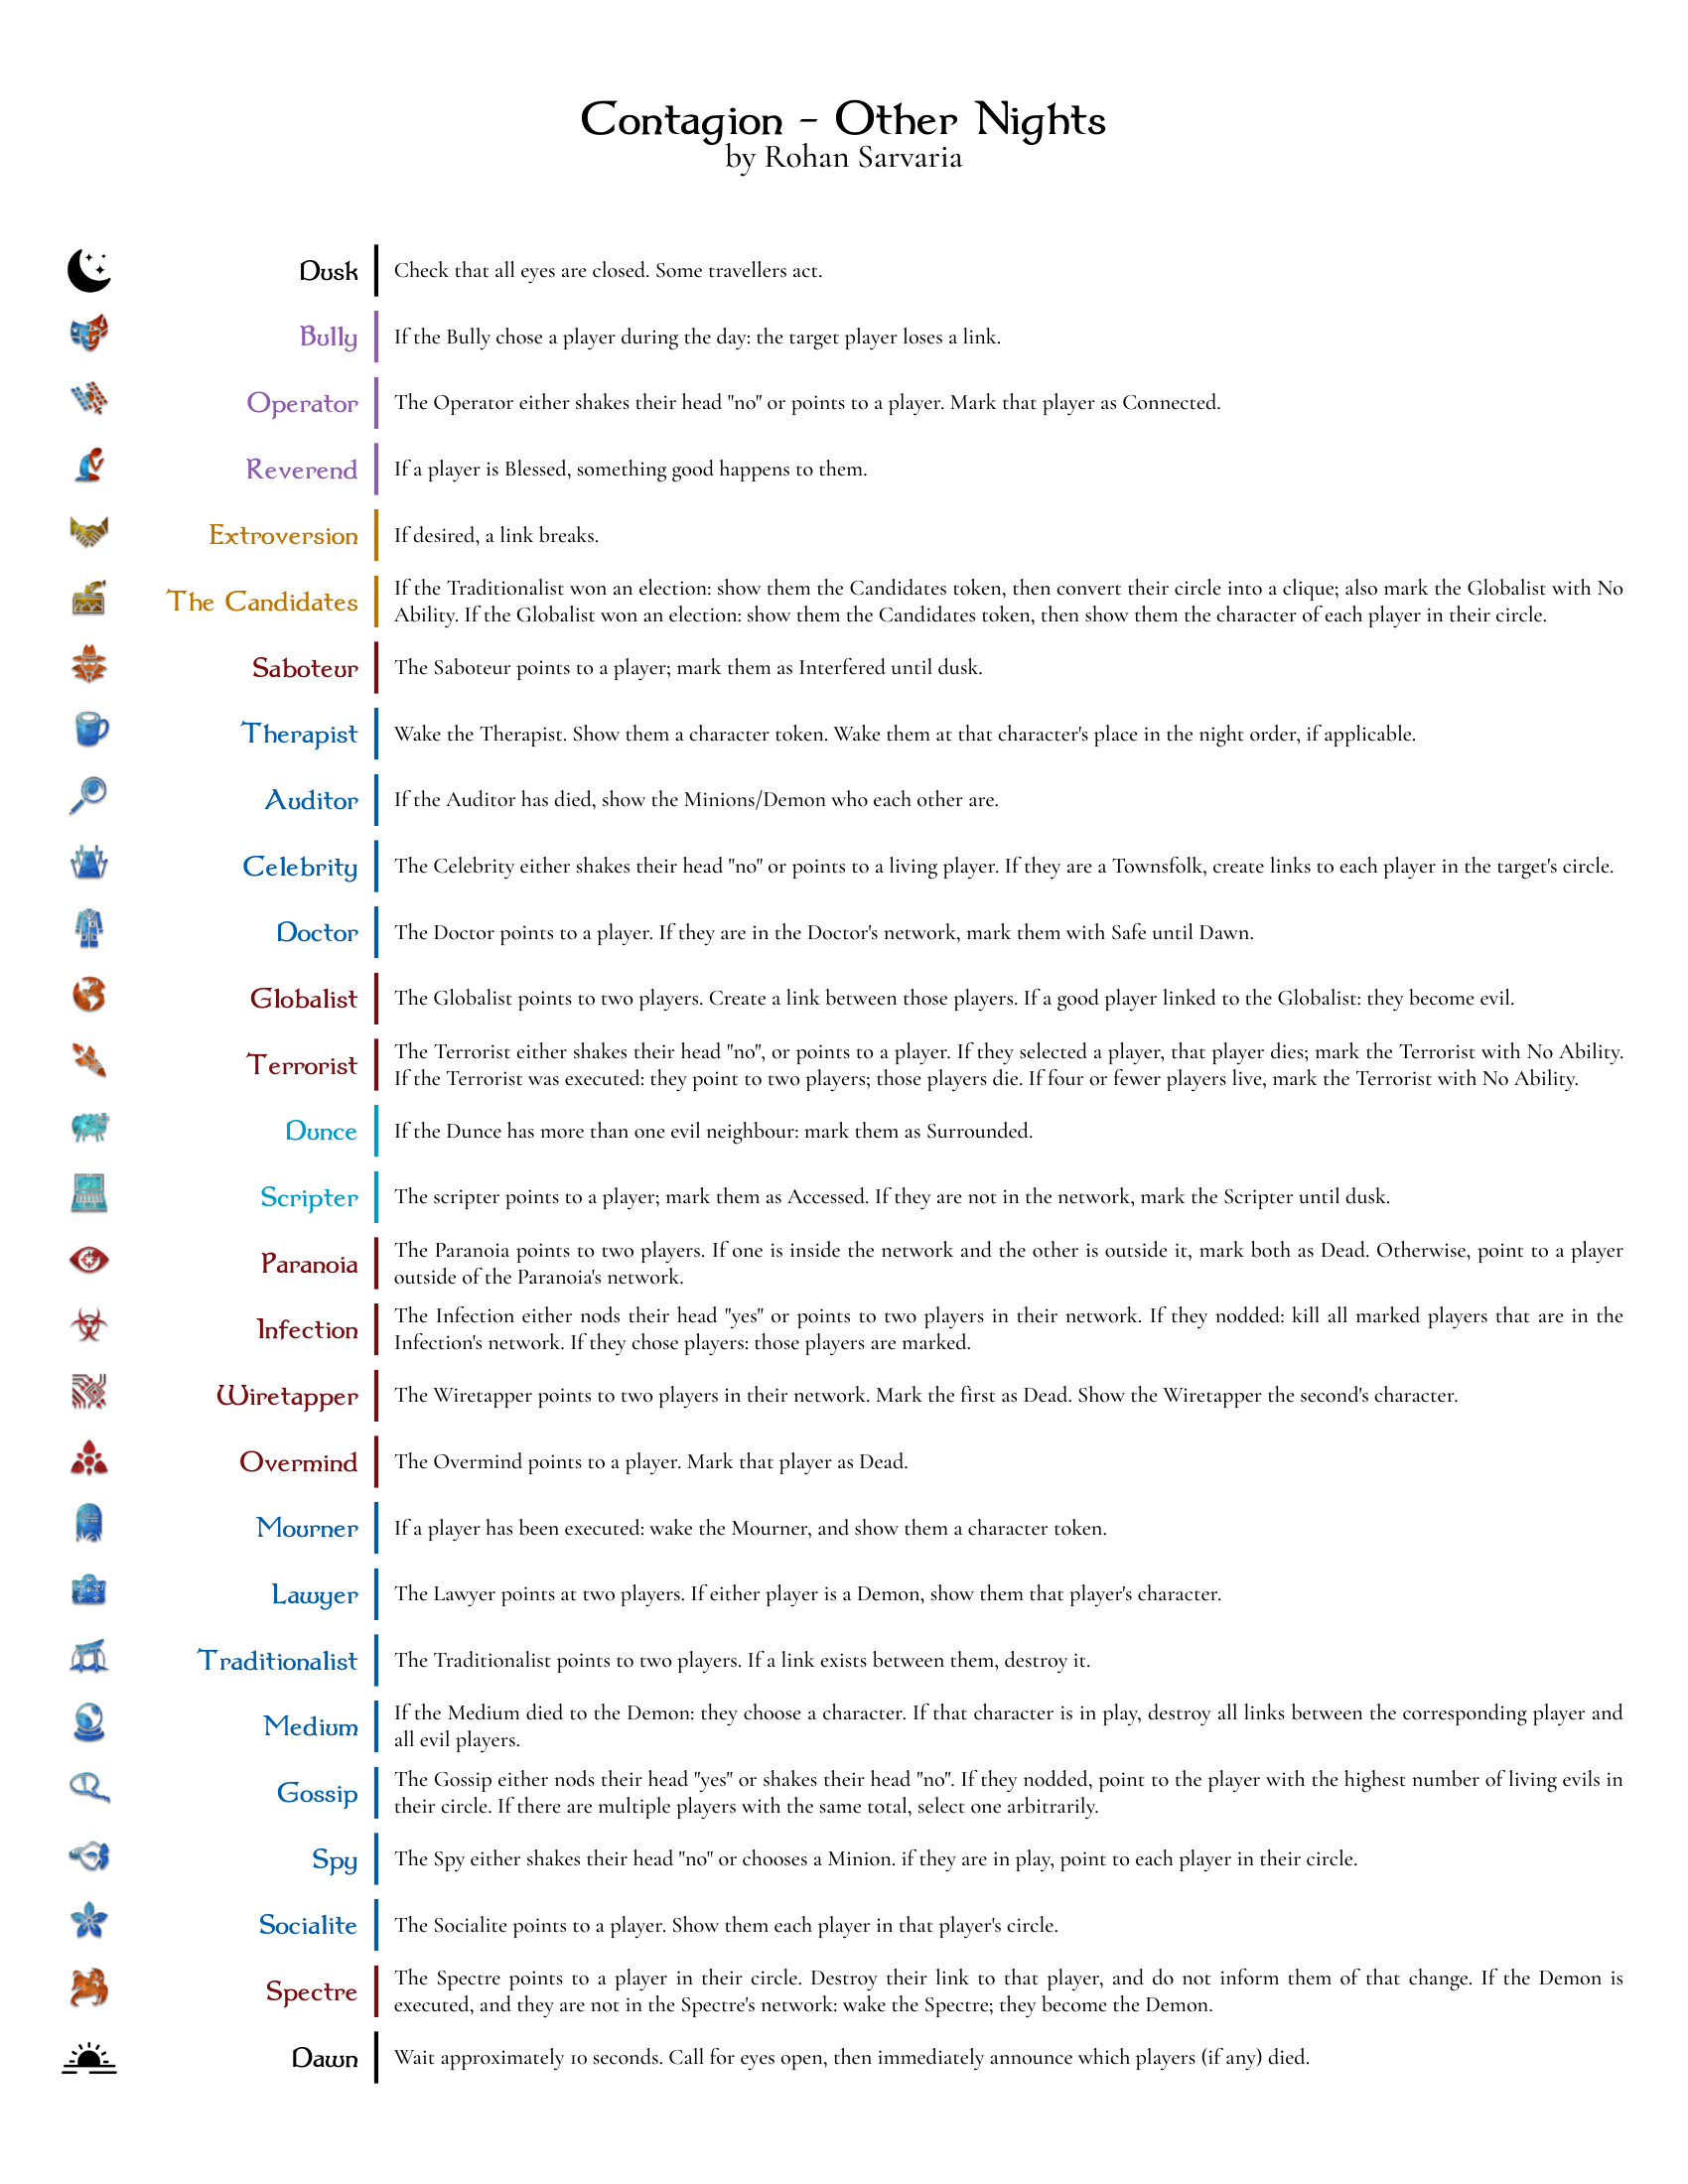 Contagion - Other Nights
by Rohan Sarvaria
Dusk
Check that all eyes are closed. Some travellers act.
Bully
If the Bully chose a player during the day: the target player loses a link.
Operator
The Operator either shakes their head "no" or points to a player. Mark that player as Connected.
Reverend
If a player is Blessed, something good happens to them.
Extroversion
If desired, a link breaks.
The Candidates
If the Traditionalist won an election: show them the Candidates token, then convert their circle into a clique; also mark the Globalist with No
Ability. If the Globalist won an election: show them the Candidates token, then show them the character of each player in their circle.
Saboteur
The Saboteur points to a player; mark them as Interfered until dusk.
Therapist
Wake the Therapist. Show them a character token. Wake them at that character's place in the night order, if applicable.
Auditor
If the Auditor has died, show the Minions/Demon who each other are.
Celebrity
The Celebrity either shakes their head "no" or points to a living player. If they are a Townsfolk, create links to each player in the target's circle.
Doctor
The Doctor points to a player. If they are in the Doctor's network, mark them with Safe until Dawn.
Globalist
The Globalist points to two players. Create a link between those players. If a good player linked to the Globalist: they become evil.
Terrorist
The Terrorist either shakes their head "no", or points to a player. If they selected a player, that player dies; mark the Terrorist with No Ability.
If the Terrorist was executed: they point to two players; those players die. If four or fewer players live, mark the Terrorist with No Ability.
Dunce
If the Dunce has more than one evil neighbour: mark them as Surrounded.
Scripter
The scripter points to a player; mark them as Accessed. If they are not in the network, mark the Scripter until dusk.
Paranoia
The Paranoia points to two players. If one is inside the network and the other is outside it, mark both as Dead. Otherwise, point to a player
outside of the Paranoia's network.
Infection
The Infection either nods their head "yes" or points to two players in their network. If they nodded: kill all marked players that are in the
Infection's network. If they chose players: those players are marked.
Wiretapper
The Wiretapper points to two players in their network. Mark the first as Dead. Show the Wiretapper the second's character.
Overmind
The Overmind points to a player. Mark that player as Dead.
Mourner
If a player has been executed: wake the Mourner, and show them a character token.
Lawyer
The Lawyer points at two players. If either player is a Demon, show them that player's character.
Traditionalist
The Traditionalist points to two players. If a link exists between them, destroy it.
Medium
If the Medium died to the Demon: they choose a character. If that character is in play, destroy all links between the corresponding player and
all evil players.
Gossip
The Gossip either nods their head "yes" or shakes their head "no". If they nodded, point to the player with the highest number of living evils in
their circle. If there are multiple players with the same total, select one arbitrarily.
Spy
The Spy either shakes their head "no" or chooses a Minion. if they are in play, point to each player in their circle.
Socialite
The Socialite points to a player. Show them each player in that player's circle.
Spectre
The Spectre points to a player in their circle. Destroy their link to that player, and do not inform them of that change. If the Demon is
executed, and they are not in the Spectre's network: wake the Spectre; they become the Demon.
Dawn
Wait approximately 10 seconds. Call for eyes open, then immediately announce which players (if any) died.